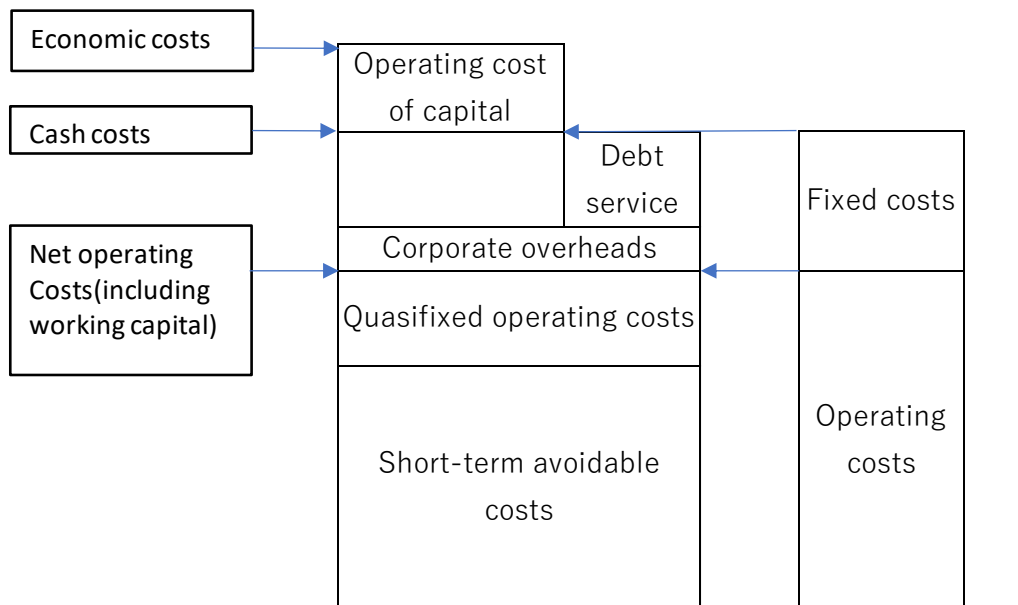 Economic costs
Operating cost
of capital
Cash costs
Debt
service
Fixed costs
Corporate overheads
Net operating
Costs(including
working capital)
Quasifixed operating costs
Operating
costs
Short-term avoidable
costs